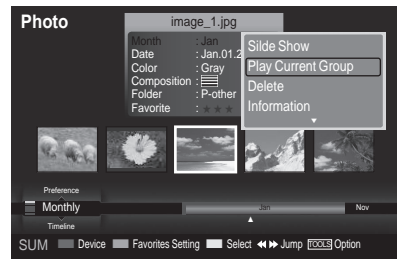 Photo
image_1.jpg
Month : Jan
Date : Jan.01.2
Color : Gray
Composition :
Folder : P-other
Favorite : ★ ★ ★
Silde Show
Play Current Group
Delete
Information
Preference
Monthly
Timeline
Jan
Nov
SUM Device Favorites Setting Select Jump TOOLS Option